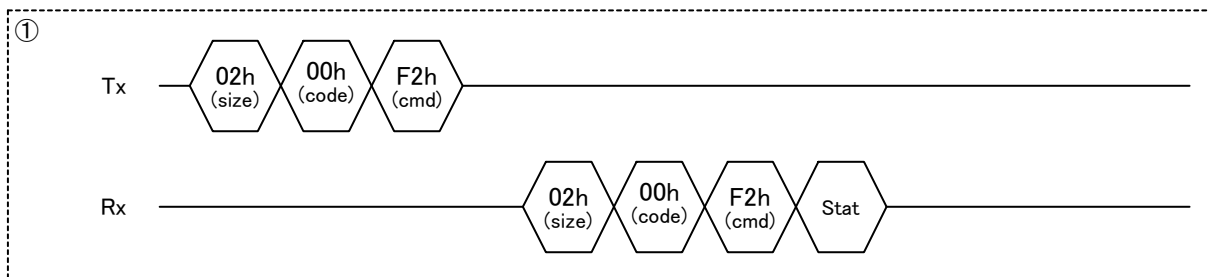 ①
Tx 02h (size) 00h (code) F2h (cmd)
Rx 02h (size) 00h (code) F2h (cmd) Stat